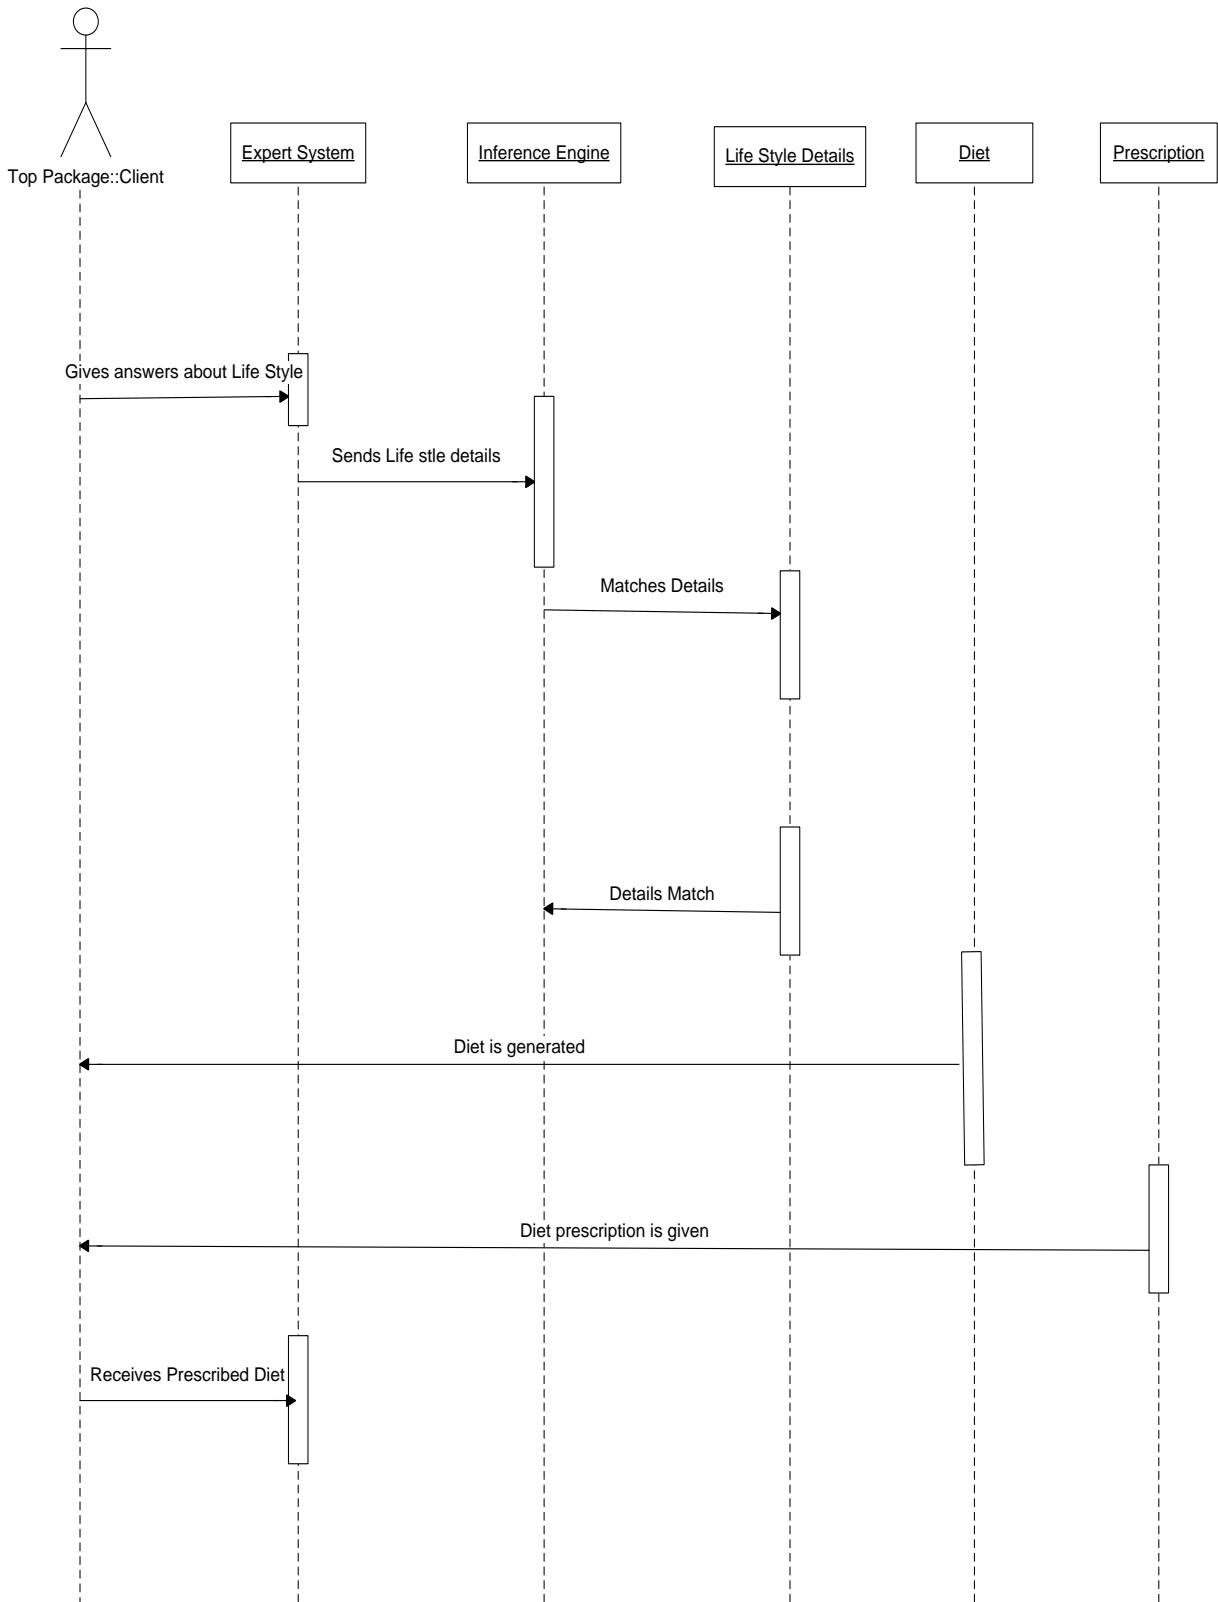 Top Package::Client
Expert System
Inference Engine
Life Style Details
Diet
Prescription
Gives answers about Life Style
Sends Life stle details
Matches Details
Details Match
Diet is generated
Diet prescription is given
Receives Prescribed Diet